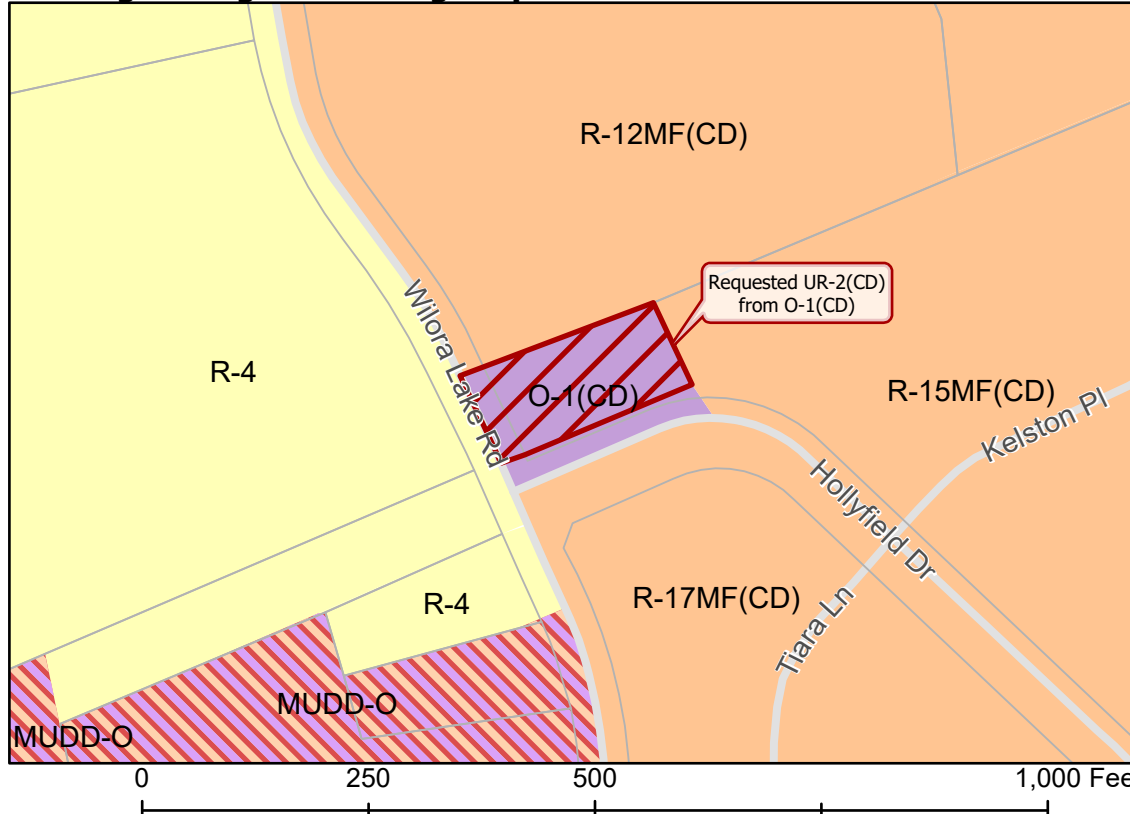 R-12MF(CD)
Requested UR-2(CD)
from O-1(CD)
Wilora Lake Rd
R-4
O-1(CD)
R-15MF(CD)
Kelston Pl
Hollyfield Dr
R-4
R-17MF(CD)
Tiara Ln
MUDD-O
MUDD-O
0 250 500 1,000 Fee